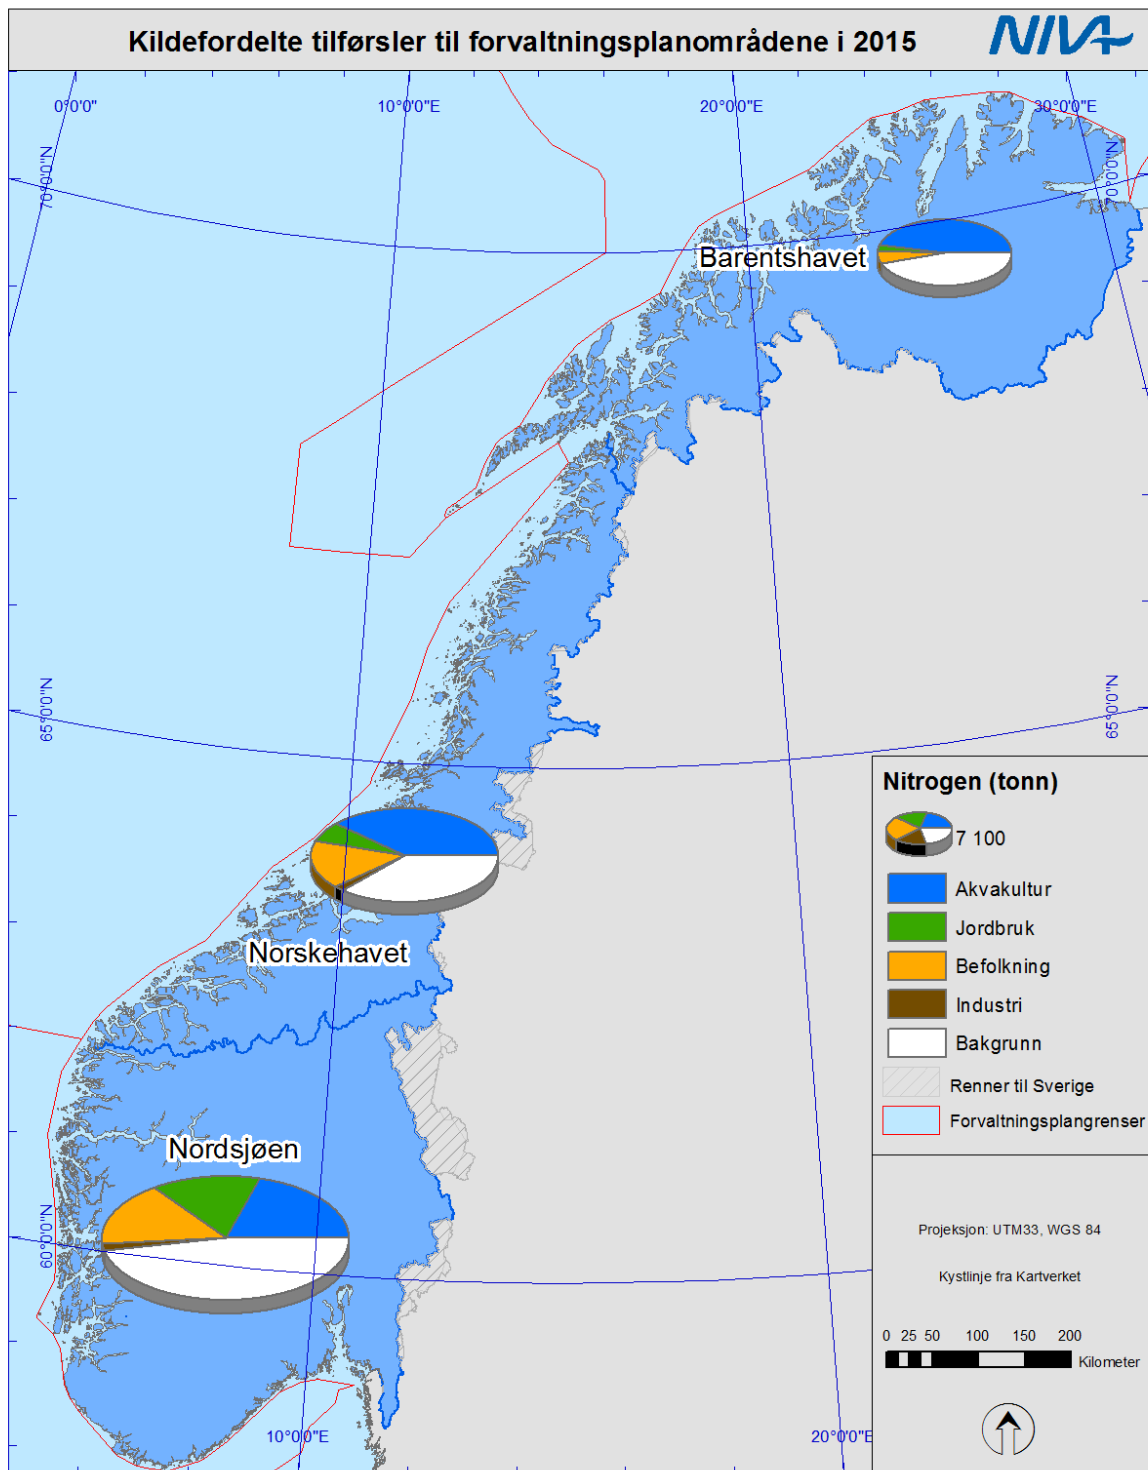 Kildefordelte tilførsler til forvaltningsplanområdene i 2015
NIVA
0°0'0"
10°0'0"E
20°0'0"E
30°0'0"E
70°0'0"N
70°0'0"N
Barentshavet
65°0'0"N
65°0'0"N
Norskehavet
Nordsjøen
60°0'0"N
10°0'0"E
20°0'0"E
Nitrogen (tonn)
7 100
Akvakultur
Jordbruk
Befolkning
Industri
Bakgrunn
Renner til Sverige
Forvaltningsplangrenser
Projeksjon: UTM33, WGS 84
Kystlinje fra Kartverket
0 25 50 100 150 200
Kilometer